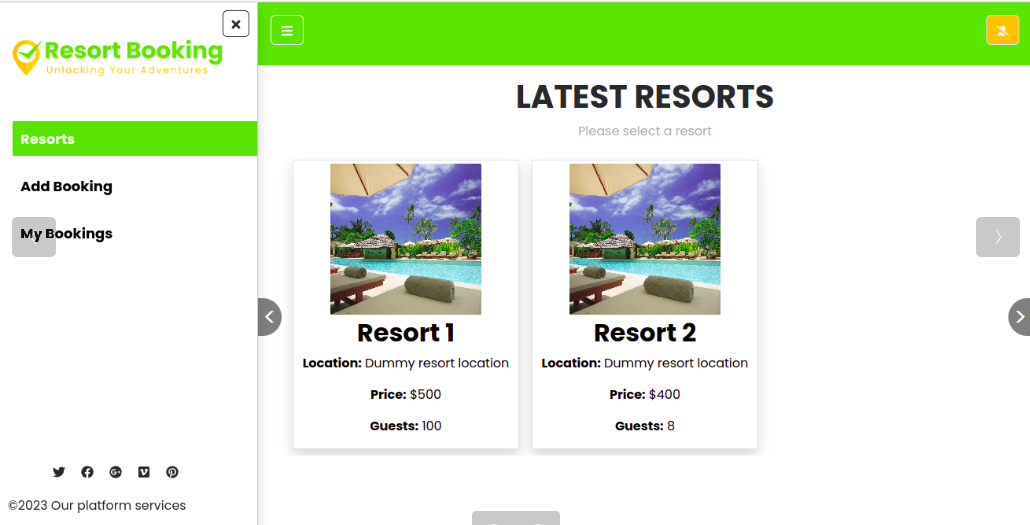 Resort Booking
Unlocking Your Adventures
Resorts
Add Booking
My Bookings
©2023 Our platform services
LATEST RESORTS
Please select a resort
Resort 1
Location: Dummy resort location
Price: $500
Guests: 100
Resort 2
Location: Dummy resort location
Price: $400
Guests: 8